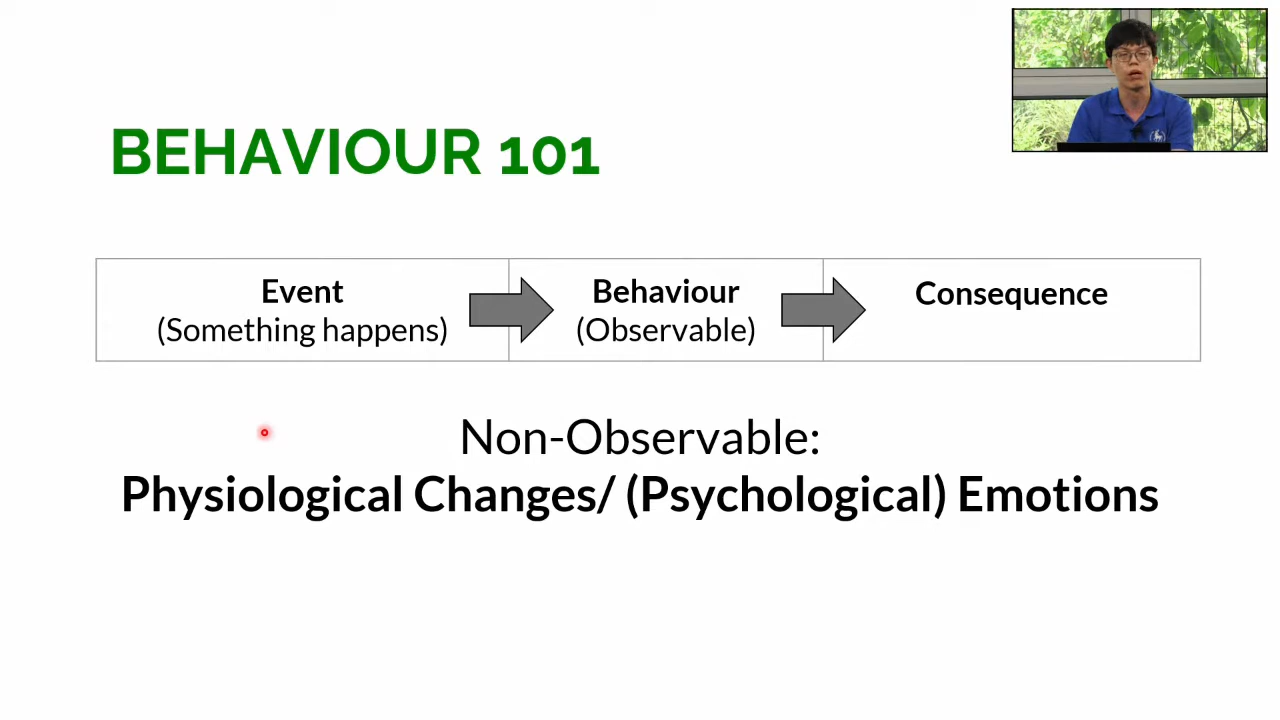 BEHAVIOUR 101
Event
(Something happens)
Behaviour
(Observable)
Consequence
Non-Observable:
Physiological Changes/ (Psychological) Emotions